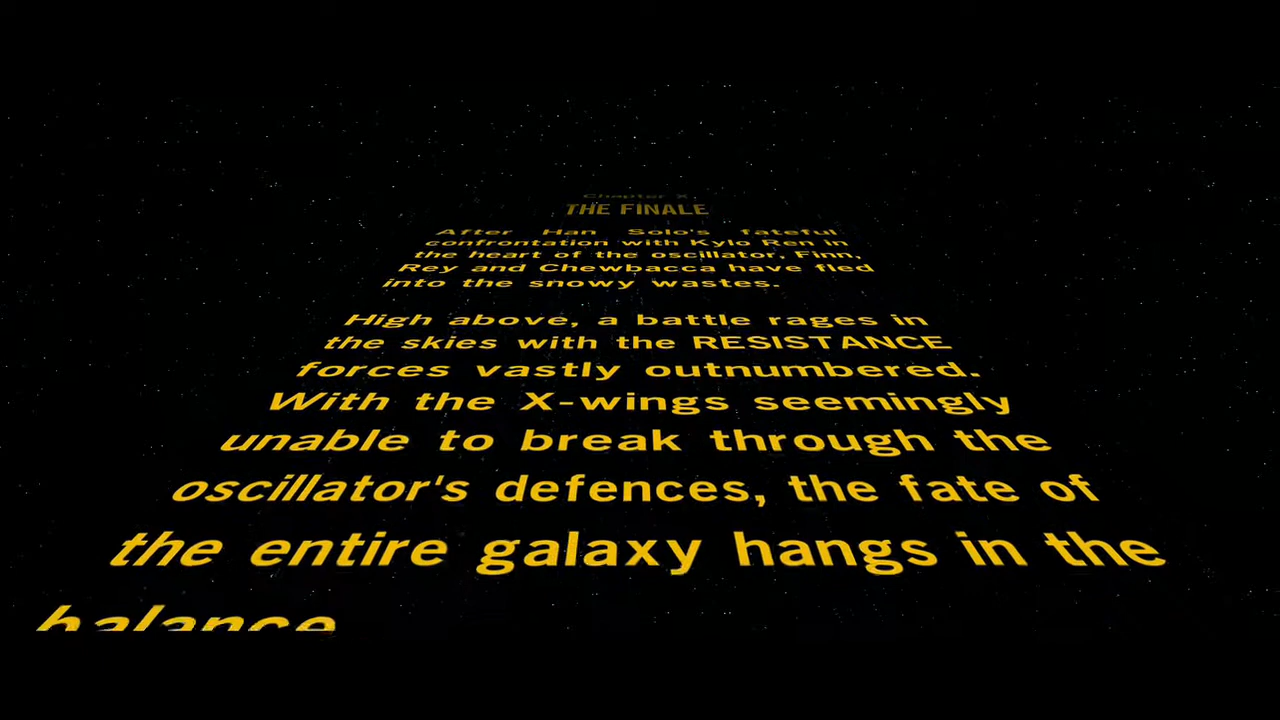 Chapter X
THE FINALE
After Han Solo's fateful
confrontation with Kylo Ren in
the heart of the oscillator, Finn,
Rey and Chewbacca have fled
into the snowy wastes.
High above, a battle rages in
the skies with the RESISTANCE
forces vastly outnumbered.
With the X-wings seemingly
unable to break through the
oscillator's defences, the fate of
the entire galaxy hangs in the
balance